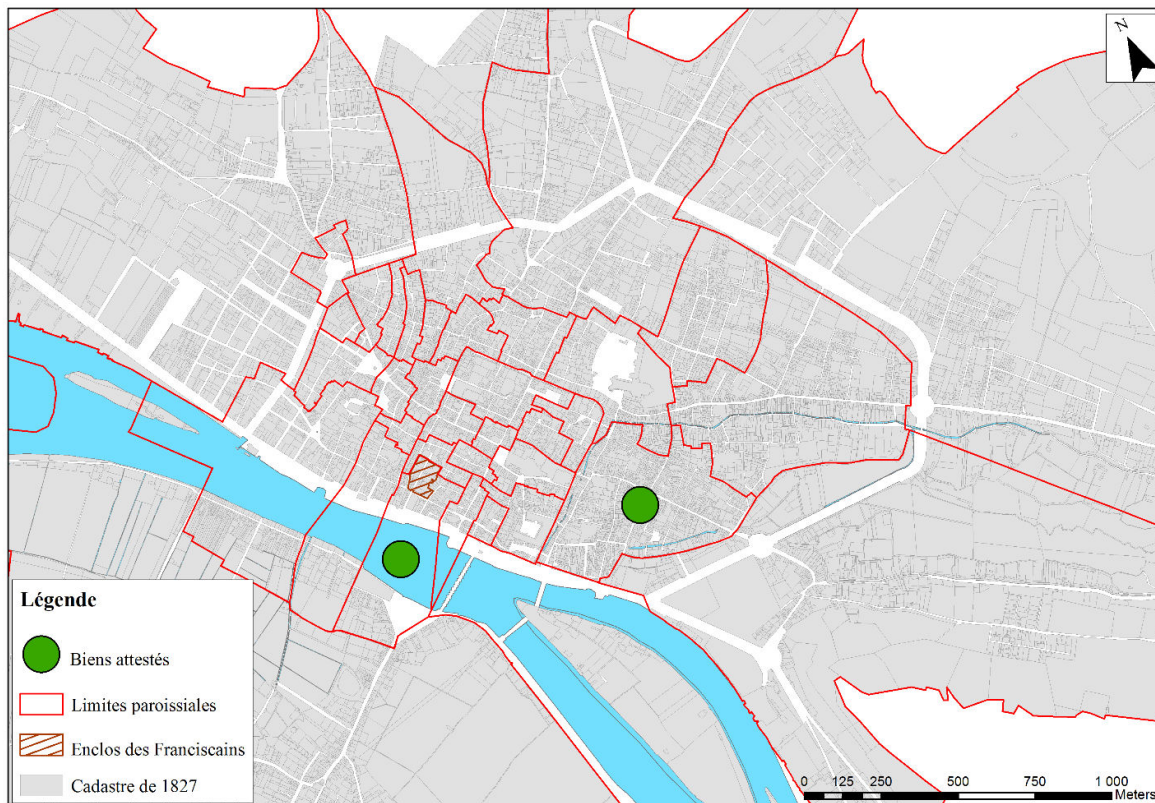 N
Légende
Biens attestés
Limites paroissiales
Enclos des Franciscains
Cadastre de 1827
0 125 250 500 750 1 000
Meters